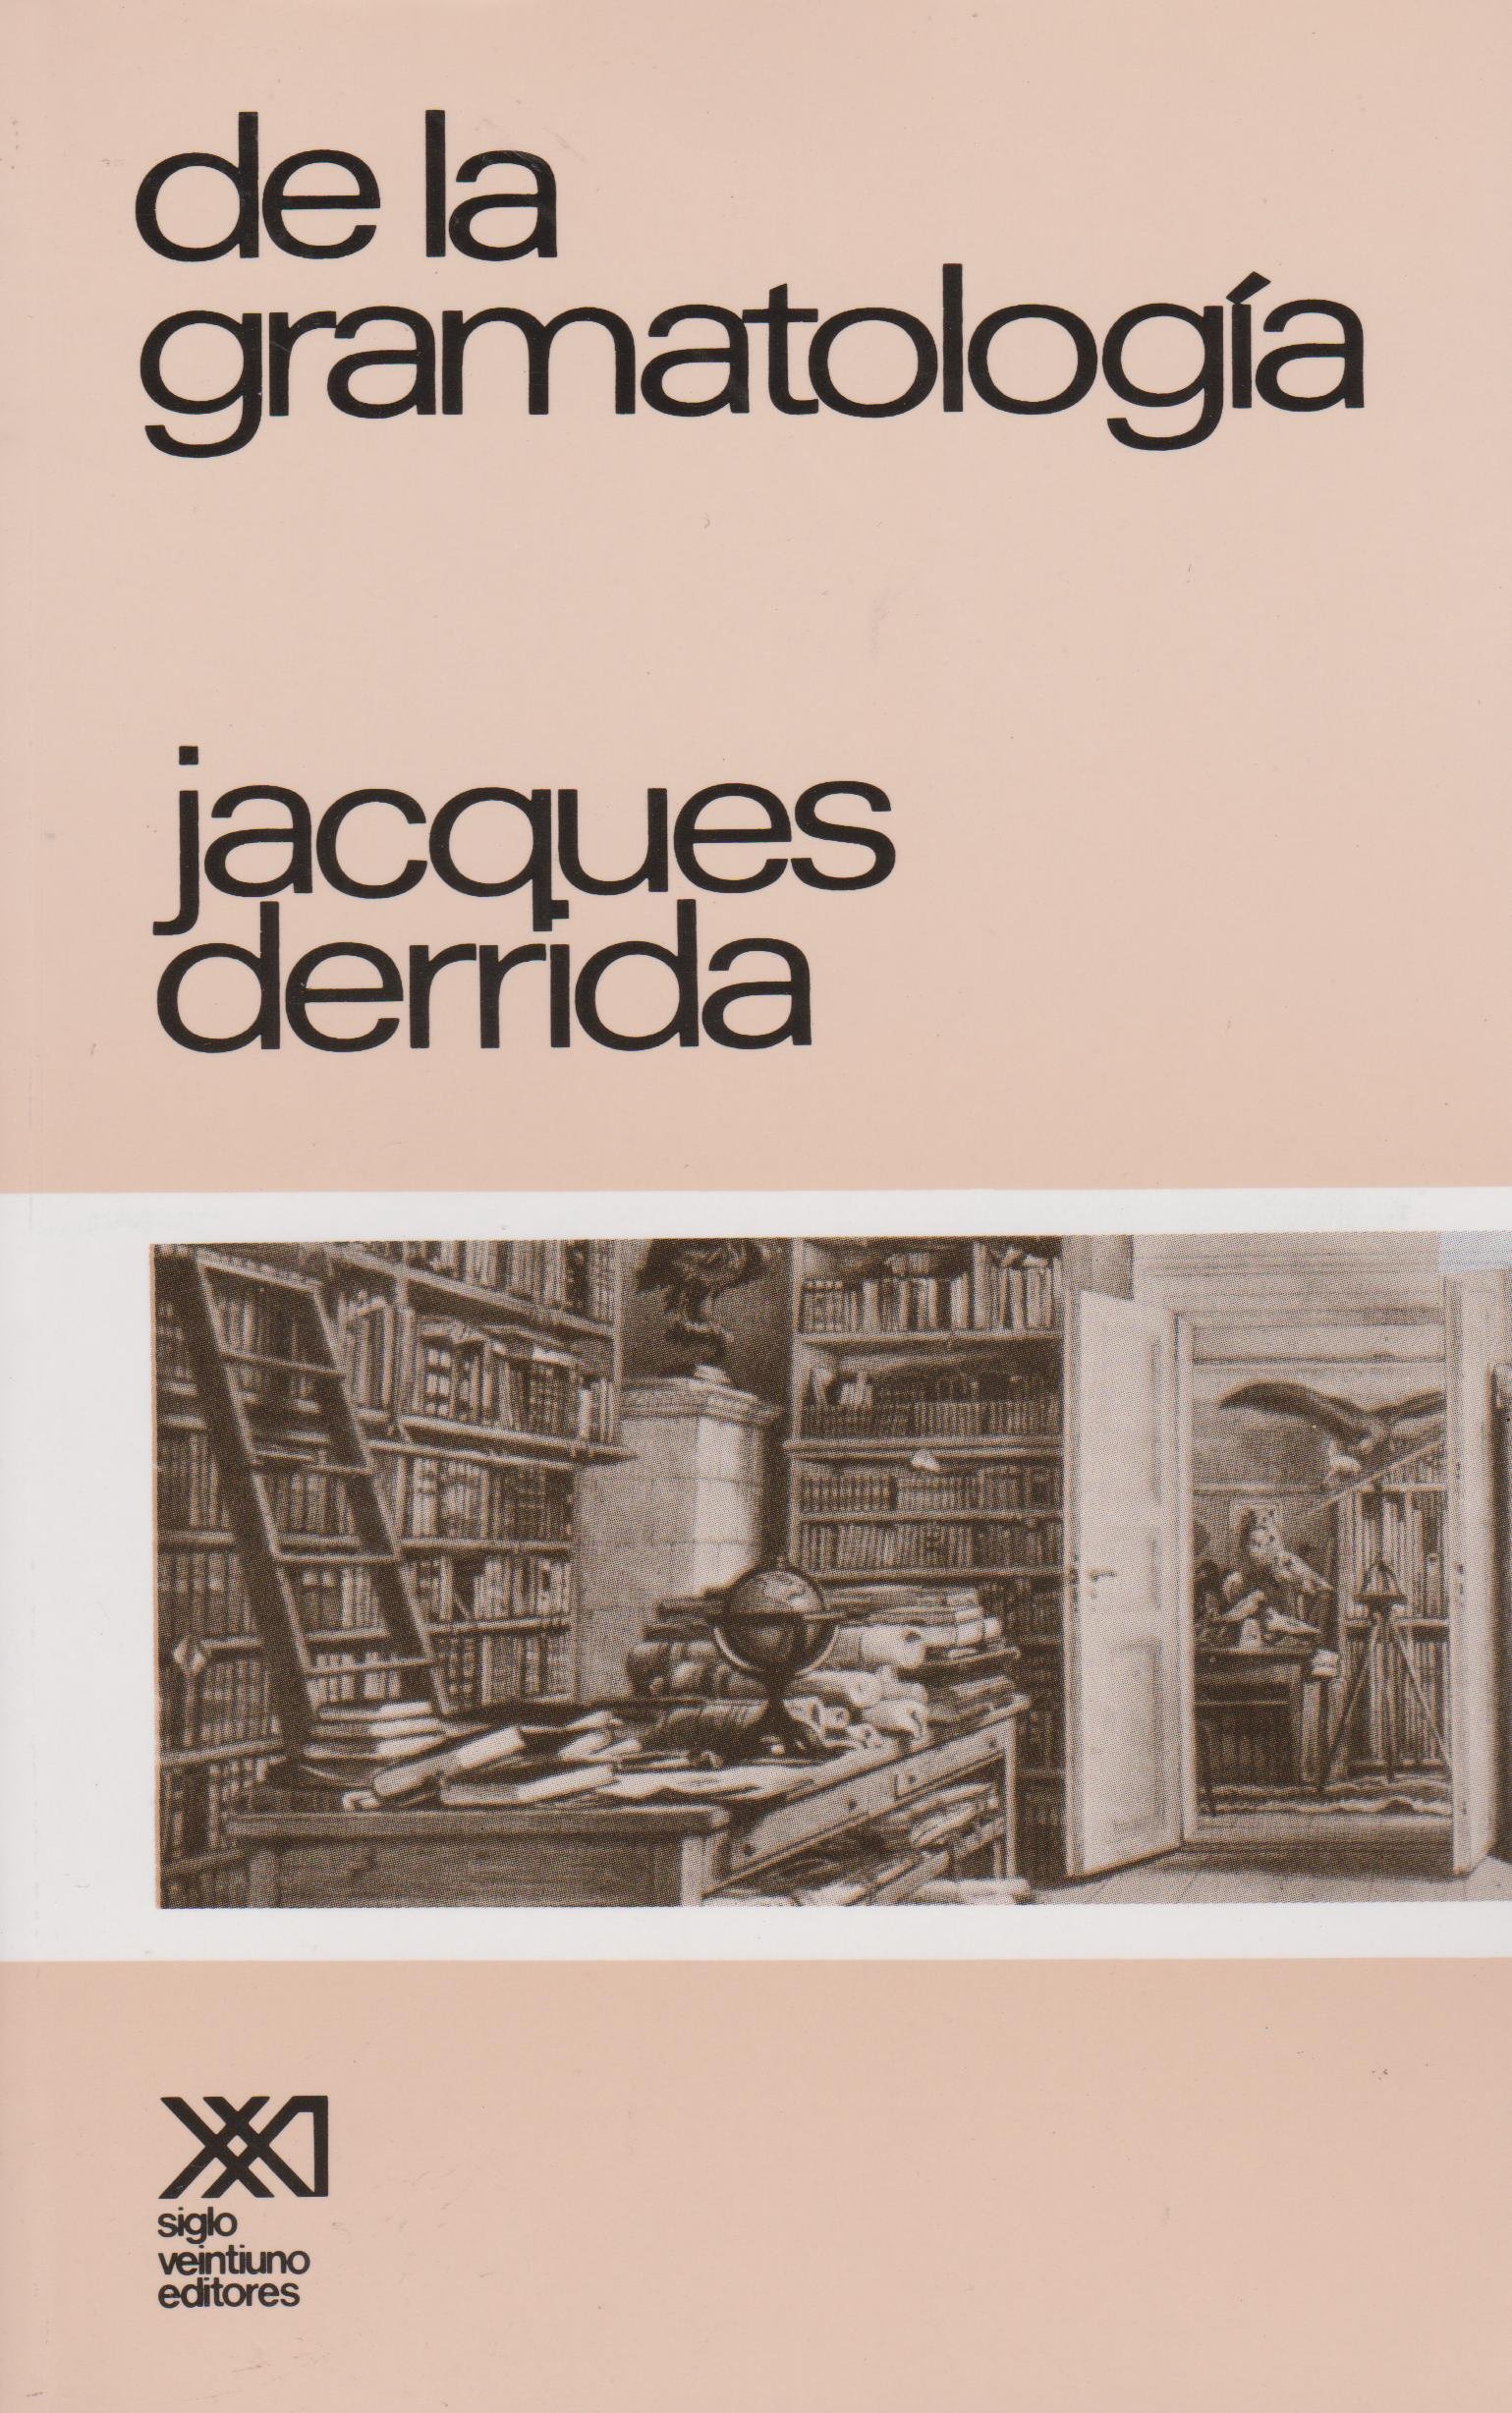 de la
gramatología
jacques
derrida
XXI
siglo
veintiuno
editores